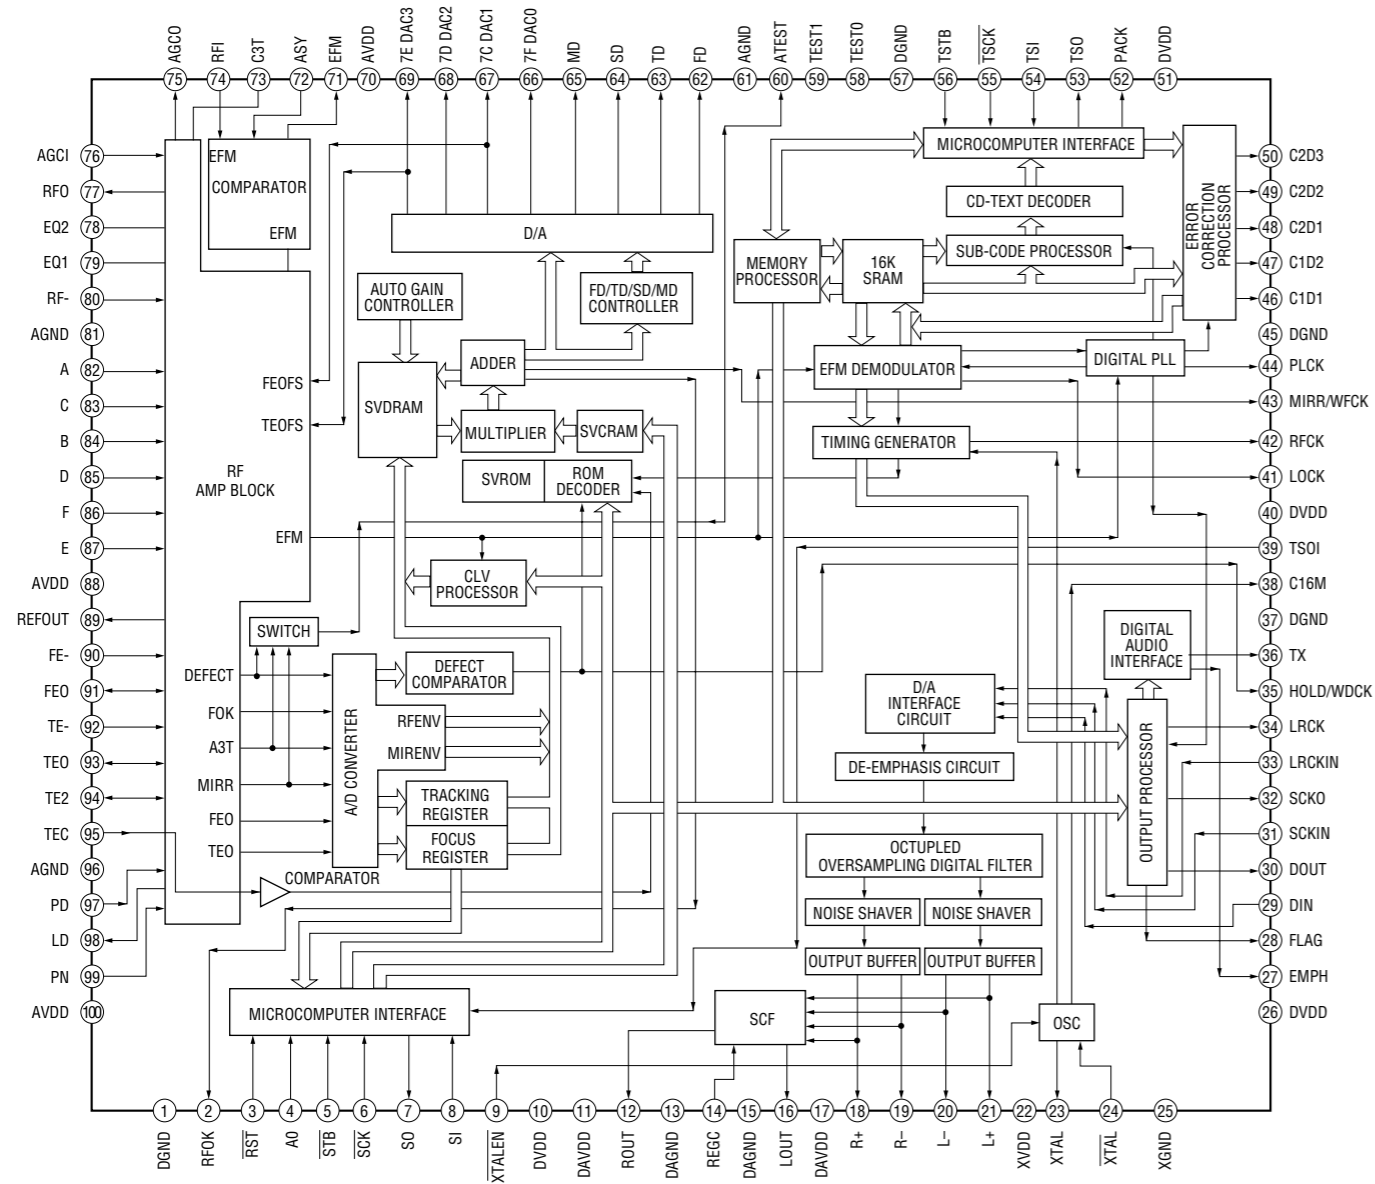 AGCO
RFI
C3T
ASY
EFM
AVDD
7E DAC3
7D DAC2
7C DAC1
7F DAC0
MD
SD
TD
FD
AGND
ATEST
TEST1
TEST0
DGND
TSTB
TSCK
TSI
TSO
PACK
DVDD
75
74
73
72
71
70
69
68
67
66
65
64
63
62
61
60
59
58
57
56
55
54
53
52
51
AGCI 76
RFO 77
EQ2 78
EQ1 79
RF- 80
AGND 81
A 82
C 83
B 84
D 85
F 86
E 87
AVDD 88
REFOUT 89
FE- 90
FEO 91
TE- 92
TEO 93
TE2 94
TEC 95
AGND 96
PD 97
LD 98
PN 99
AVDD 100
EFM
COMPARATOR
EFM
RF
AMP BLOCK
FEOFS
TEOFS
EFM
DEFECT
FOK
A3T
MIRR
FEO
TEO
SWITCH
A/D CONVERTER
DEFECT
COMPARATOR
RFENV
MIRENV
TRACKING
REGISTER
FOCUS
REGISTER
COMPARATOR
MICROCOMPUTER INTERFACE
D/A
AUTO GAIN
CONTROLLER
FD/TD/SD/MD
CONTROLLER
SVDRAM
ADDER
MULTIPLIER
SVCRAM
SVROM
ROM
DECODER
CLV
PROCESSOR
MICROCOMPUTER INTERFACE
CD-TEXT DECODER
SUB-CODE PROCESSOR
MEMORY
PROCESSOR
16K
SRAM
ERROR
CORRECTION
PROCESSOR
EFM DEMODULATOR
DIGITAL PLL
TIMING GENERATOR
DIGITAL
AUDIO
INTERFACE
D/A
INTERFACE
CIRCUIT
DE-EMPHASIS CIRCUIT
OUTPUT PROCESSOR
OCTUPLED
OVERSAMPLING DIGITAL FILTER
NOISE SHAVER
NOISE SHAVER
OUTPUT BUFFER
OUTPUT BUFFER
SCF
OSC
50 C2D3
49 C2D2
48 C2D1
47 C1D2
46 C1D1
45 DGND
44 PLCK
43 MIRR/WFCK
42 RFCK
41 LOCK
40 DVDD
39 TSOI
38 C16M
37 DGND
36 TX
35 HOLD/WDCK
34 LRCK
33 LRCKIN
32 SCKO
31 SCKIN
30 DOUT
29 DIN
28 FLAG
27 EMPH
26 DVDD
1
2
3
4
5
6
7
8
9
10
11
12
13
14
15
16
17
18
19
20
21
22
23
24
25
DGND
RFOK
RST
A0
STB
SCK
SO
SI
XTALEN
DVDD
DAVDD
ROUT
DAGND
REGC
DAGND
LOUT
DAVDD
R+
R−
L−
L+
XVDD
XTAL
XTAL
XGND